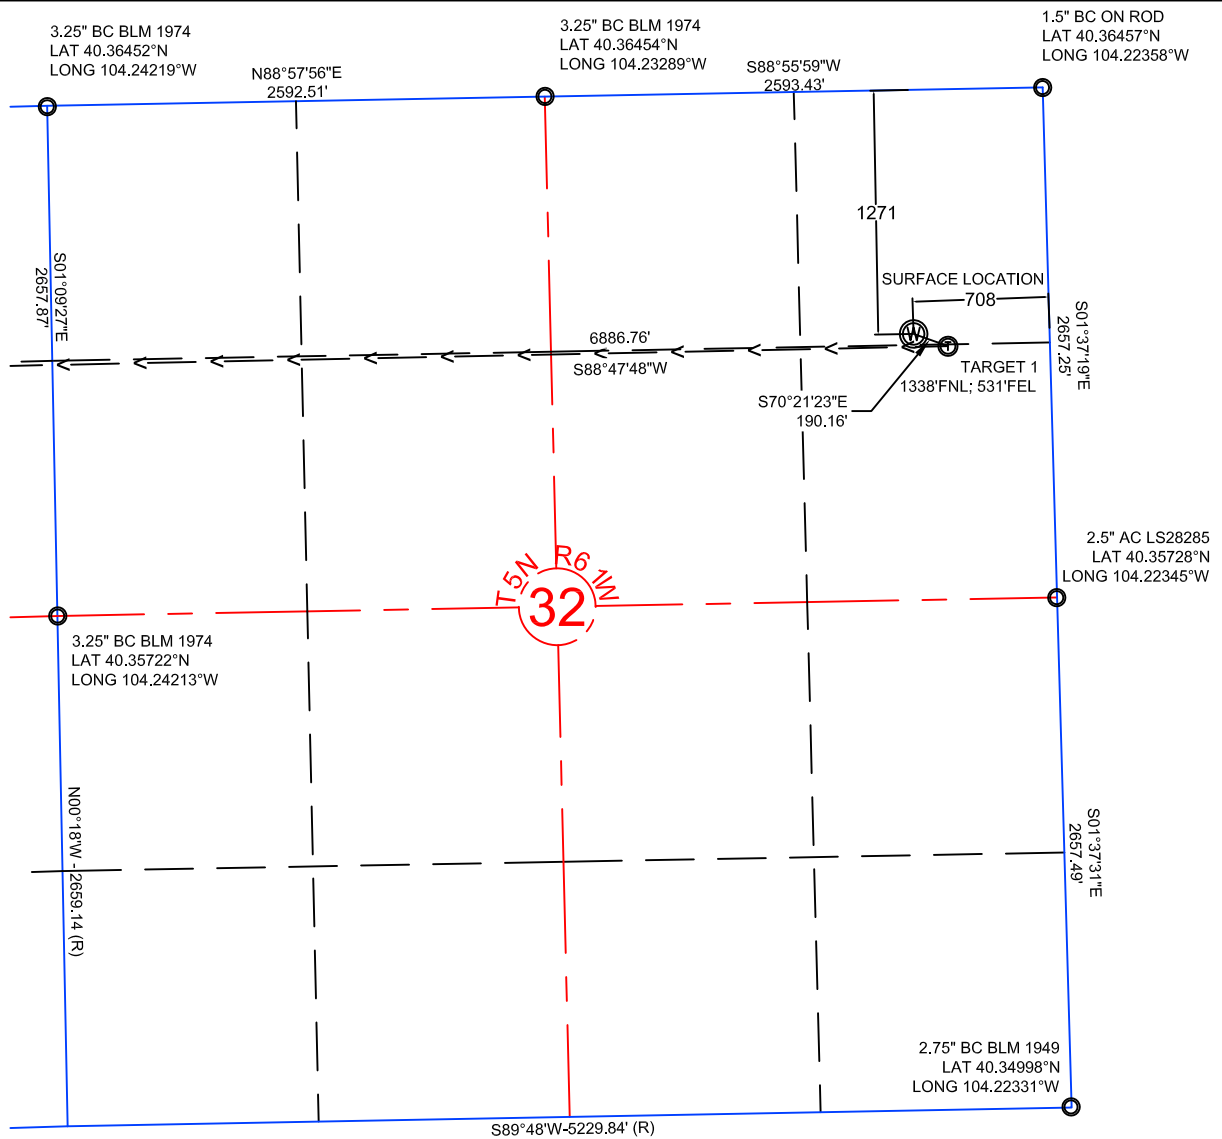 3.25" BC BLM 1974
LAT 40.36452°N
LONG 104.24219°W
N88°57'56"E
2592.51'
3.25" BC BLM 1974
LAT 40.36454°N
LONG 104.23289°W
S88°55'59"W
2593.43'
1.5" BC ON ROD
LAT 40.36457°N
LONG 104.22358°W
1271
S01°09'27"E
2657.87'
SURFACE LOCATION
708
W
T
6886.76'
S88°47'48"W
S01°37'19"E
2657.25'
TARGET 1
1338'FNL; 531'FEL
S70°21'23"E
190.16'
2.5" AC LS28285
LAT 40.35728°N
LONG 104.22345°W
T.5N R6 1W
32
3.25" BC BLM 1974
LAT 40.35722°N
LONG 104.24213°W
N00°18'W -2659.14 (R)
S01°37'31"E
2657.49'
2.75" BC BLM 1949
LAT 40.34998°N
LONG 104.22331°W
S89°48'W-5229.84' (R)